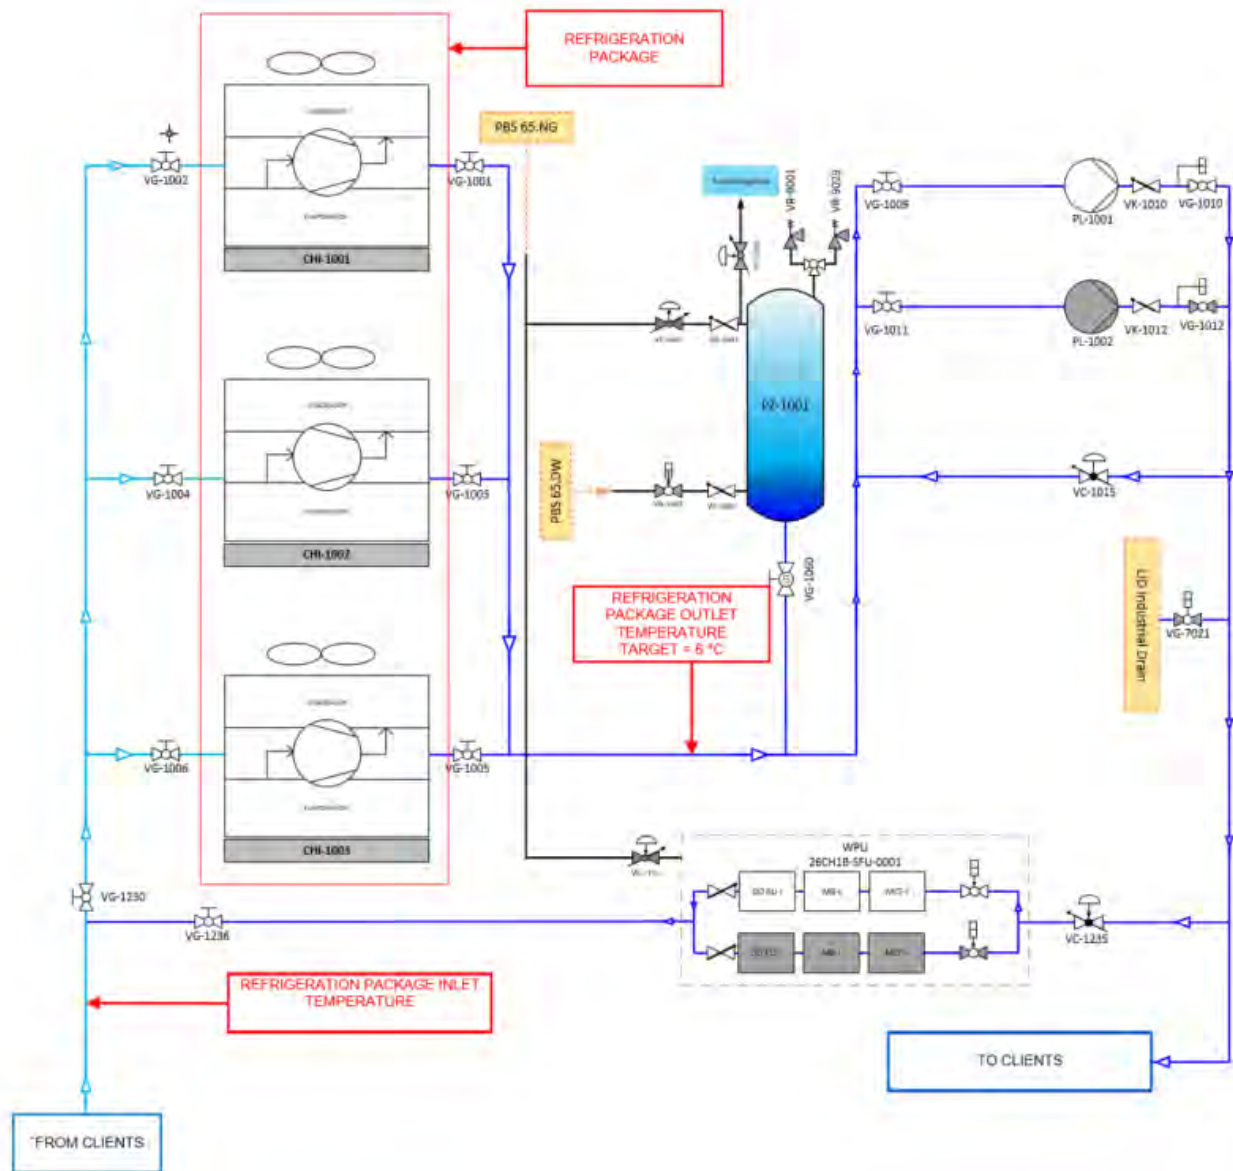 REFRIGERATION
PACKAGE
PBS 65.NG
VG-1002
VG-1001
CHI-1001
VR-9001
VR-9029
VG-1009
PL-1001
VK-1010
VG-1010
VG-1011
PL-1002
VK-1012
VG-1012
PZ-1001
VG-1004
VG-1003
CHI-1002
PBS 65.DW
VC-1015
VG-1060
REFRIGERATION
PACKAGE OUTLET
TEMPERATURE
TARGET = 6 ºC
LID Industrial Drain
VG-7021
VG-1006
VG-1005
CHI-1003
WPU
26CH1B-SFU-0001
VG-1230
VG-1236
VC-1235
REFRIGERATION PACKAGE INLET
TEMPERATURE
TO CLIENTS
FROM CLIENTS